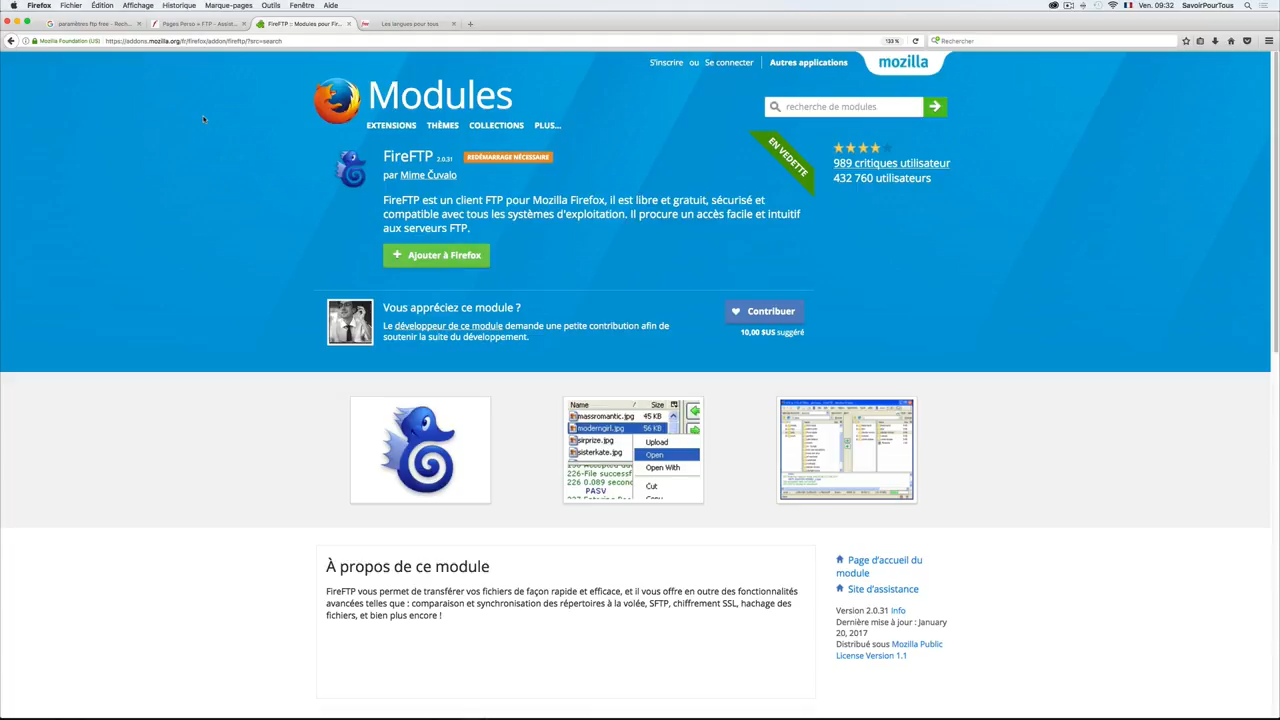 Firefox Fichier Édition Affichage Historique Marque-pages Outils Fenêtre Aide Ven. 09:32 SavoirPourTous
paramètres ftp free - Rech... Pages Perso + FTP - Assist... FireFTP :: Modules pour Fir... Les langues pour tous
Mozilla Foundation (US) https://addons.mozilla.org/fr/firefox/addon/fireftp/?src=search 133 % Rechercher
S'inscrire ou Se connecter Autres applications mozilla
Modules
recherche de modules
EXTENSIONS THÈMES COLLECTIONS PLUS...
EN VEDETTE
FireFTP 2.0.31 REDÉMARRAGE NÉCESSAIRE
par Mime Čuvalo
989 critiques utilisateur
432 760 utilisateurs
FireFTP est un client FTP pour Mozilla Firefox, il est libre et gratuit, sécurisé et
compatible avec tous les systèmes d'exploitation. Il procure un accès facile et intuitif
aux serveurs FTP.
+ Ajouter à Firefox
Vous appréciez ce module ?
Le développeur de ce module demande une petite contribution afin de
soutenir la suite du développement.
Contribuer
10,00 $US suggéré
Name / Size
massromantic.jpg 45 KB
moderngirl.jpg 56 KB
sirprize.jpg
sisterkate.jpg
Upload
Open
Open With
Cut
Copy
226-File successf
226 0.089 second
PASV
À propos de ce module
FireFTP vous permet de transférer vos fichiers de façon rapide et efficace, et il vous offre en outre des fonctionnalités
avancées telles que : comparaison et synchronisation des répertoires à la volée, SFTP, chiffrement SSL, hachage des
fichiers, et bien plus encore !
Page d'accueil du
module
Site d'assistance
Version 2.0.31 Info
Dernière mise à jour : January
20, 2017
Distribué sous Mozilla Public
License Version 1.1